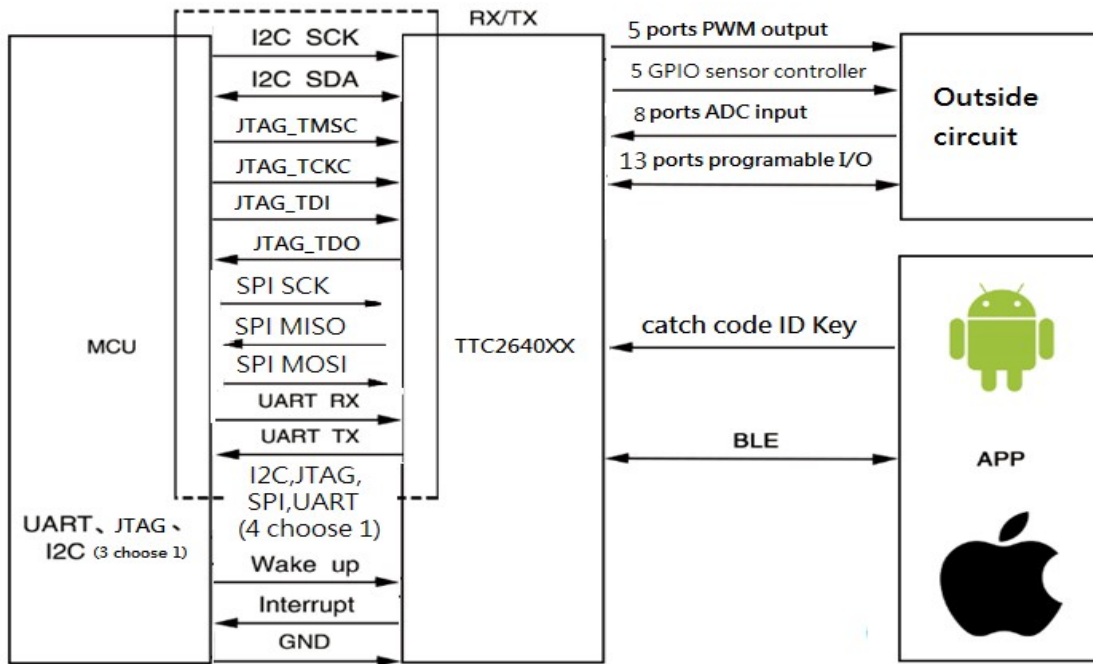 RX/TX
I2C SCK
I2C SDA
JTAG_TMSC
JTAG_TCKC
JTAG_TDI
JTAG_TDO
SPI SCK
SPI MISO
SPI MOSI
UART RX
UART TX
I2C,JTAG,
SPI,UART
(4 choose 1)
Wake up
Interrupt
GND
MCU
UART、JTAG、
I2C (3 choose 1)
TTC2640XX
5 ports PWM output
5 GPIO sensor controller
8 ports ADC input
13 ports programable I/O
Outside
circuit
catch code ID Key
BLE
APP